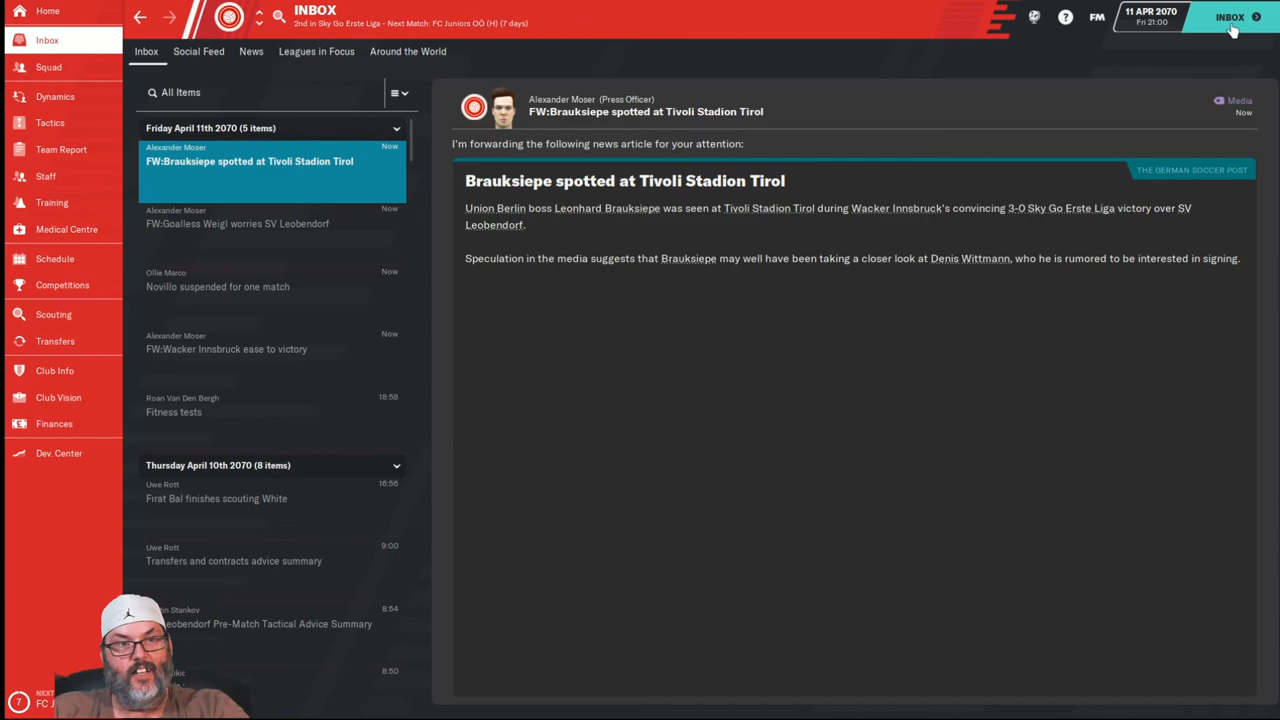 Home
Inbox
Squad
Dynamics
Tactics
Team Report
Staff
Training
Medical Centre
Schedule
Competitions
Scouting
Transfers
Club Info
Club Vision
Finances
Dev. Center
7
NEXT
FC J
INBOX
2nd in Sky Go Erste Liga - Next Match: FC Juniors OÖ (H) (7 days)
FM
11 APR 2070
Fri 21:00
INBOX
Inbox
Social Feed
News
Leagues in Focus
Around the World
All Items
Friday April 11th 2070 (5 items)
Alexander Moser
Now
FW:Brauksiepe spotted at Tivoli Stadion Tirol
Alexander Moser
Now
FW:Goalless Weigl worries SV Leobendorf
Ollie Marco
Now
Novillo suspended for one match
Alexander Moser
Now
FW:Wacker Innsbruck ease to victory
Roan Van Den Bergh
18:58
Fitness tests
Thursday April 10th 2070 (8 items)
Uwe Rott
16:56
Firat Bal finishes scouting White
Uwe Rott
9:00
Transfers and contracts advice summary
Stankov
8:54
eobendorf Pre-Match Tactical Advice Summary
8:50
Alexander Moser (Press Officer)
FW:Brauksiepe spotted at Tivoli Stadion Tirol
Media
Now
I'm forwarding the following news article for your attention:
THE GERMAN SOCCER POST
Brauksiepe spotted at Tivoli Stadion Tirol
Union Berlin boss Leonhard Brauksiepe was seen at Tivoli Stadion Tirol during Wacker Innsbruck's convincing 3-0 Sky Go Erste Liga victory over SV
Leobendorf.
Speculation in the media suggests that Brauksiepe may well have been taking a closer look at Denis Wittmann, who he is rumored to be interested in signing.